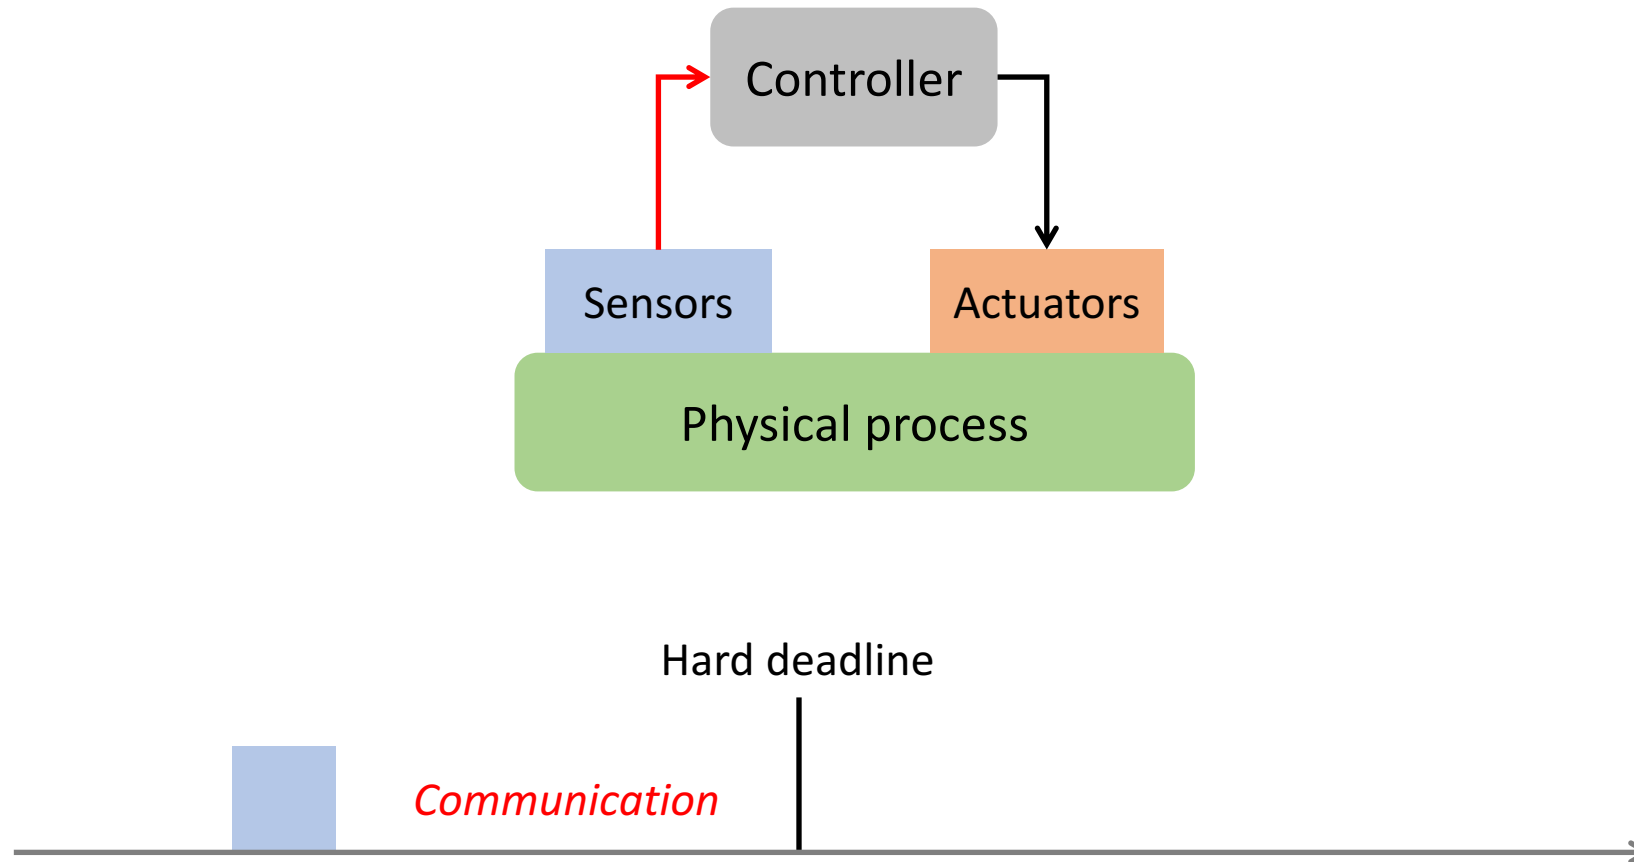 Controller
Sensors
Actuators
Physical process
Hard deadline
Communication